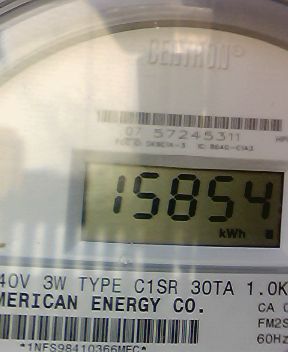 CENTRON®
07 57245311
15854
kWh
40V 3W TYPE C1SR 30TA 1.0K
MERICAN ENERGY CO.
CA 0
FM2S
60Hz
*1NFS98410366MEC*